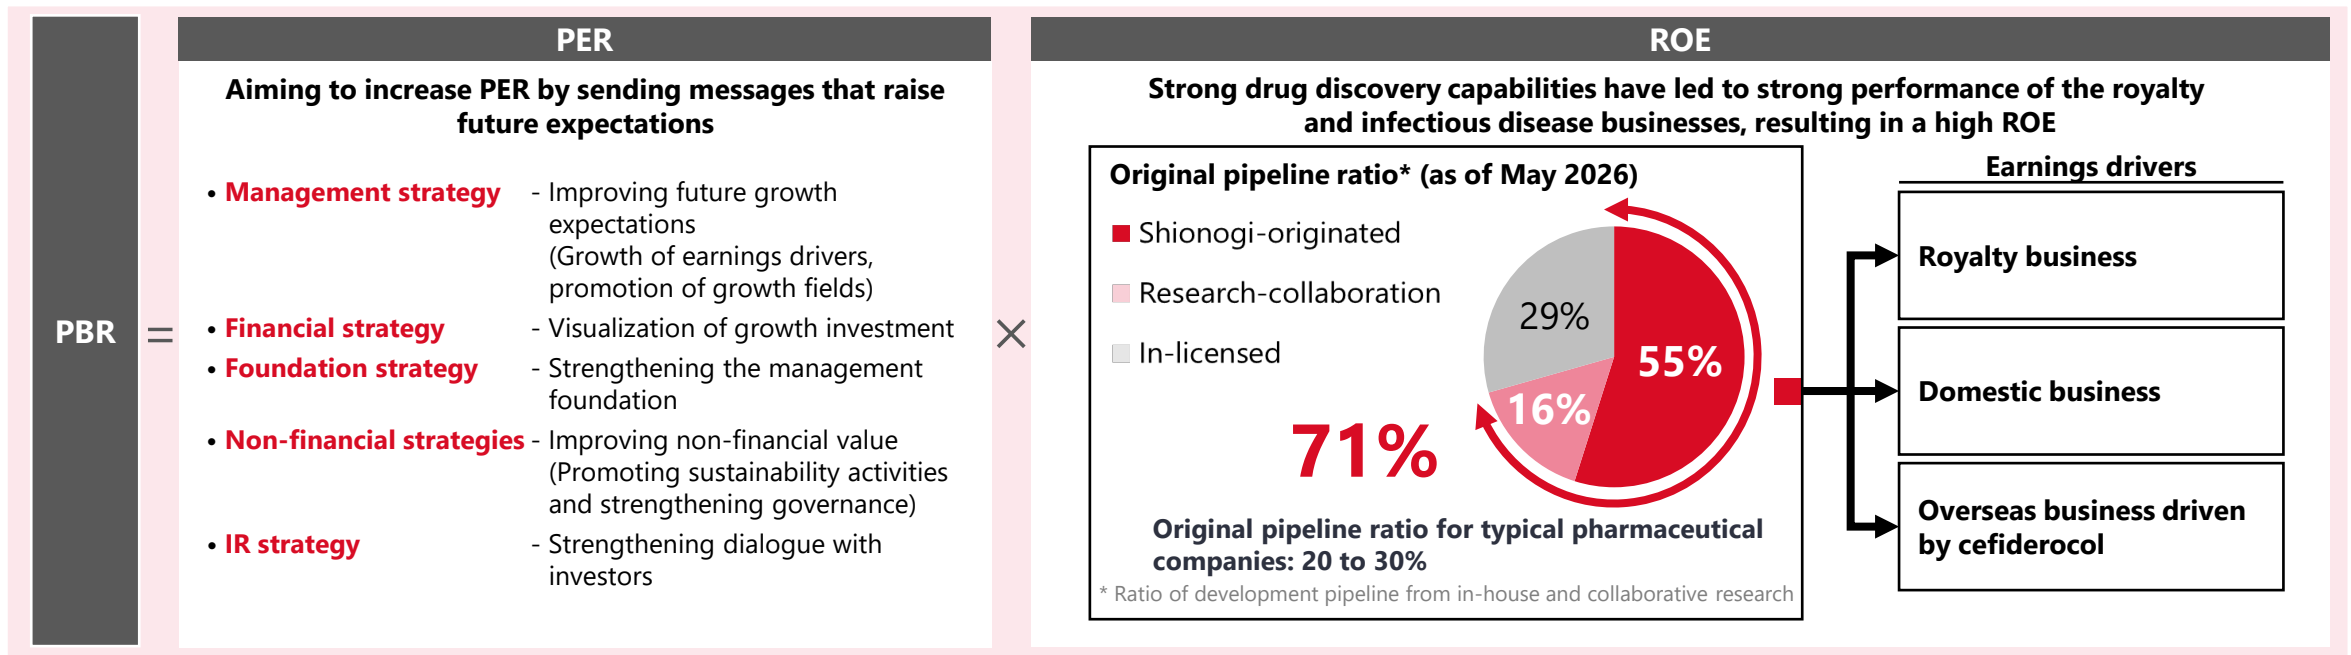 PBR
=
PER
Aiming to increase PER by sending messages that raise
future expectations
• Management strategy - Improving future growth
expectations
(Growth of earnings drivers,
promotion of growth fields)
• Financial strategy - Visualization of growth investment
• Foundation strategy - Strengthening the management
foundation
• Non-financial strategies - Improving non-financial value
(Promoting sustainability activities
and strengthening governance)
• IR strategy - Strengthening dialogue with
investors
×
ROE
Strong drug discovery capabilities have led to strong performance of the royalty
and infectious disease businesses, resulting in a high ROE
Original pipeline ratio* (as of May 2026)
Shionogi-originated
Research-collaboration
In-licensed
29%
55%
16%
71%
Original pipeline ratio for typical pharmaceutical
companies: 20 to 30%
* Ratio of development pipeline from in-house and collaborative research
Earnings drivers
Royalty business
Domestic business
Overseas business driven
by cefiderocol